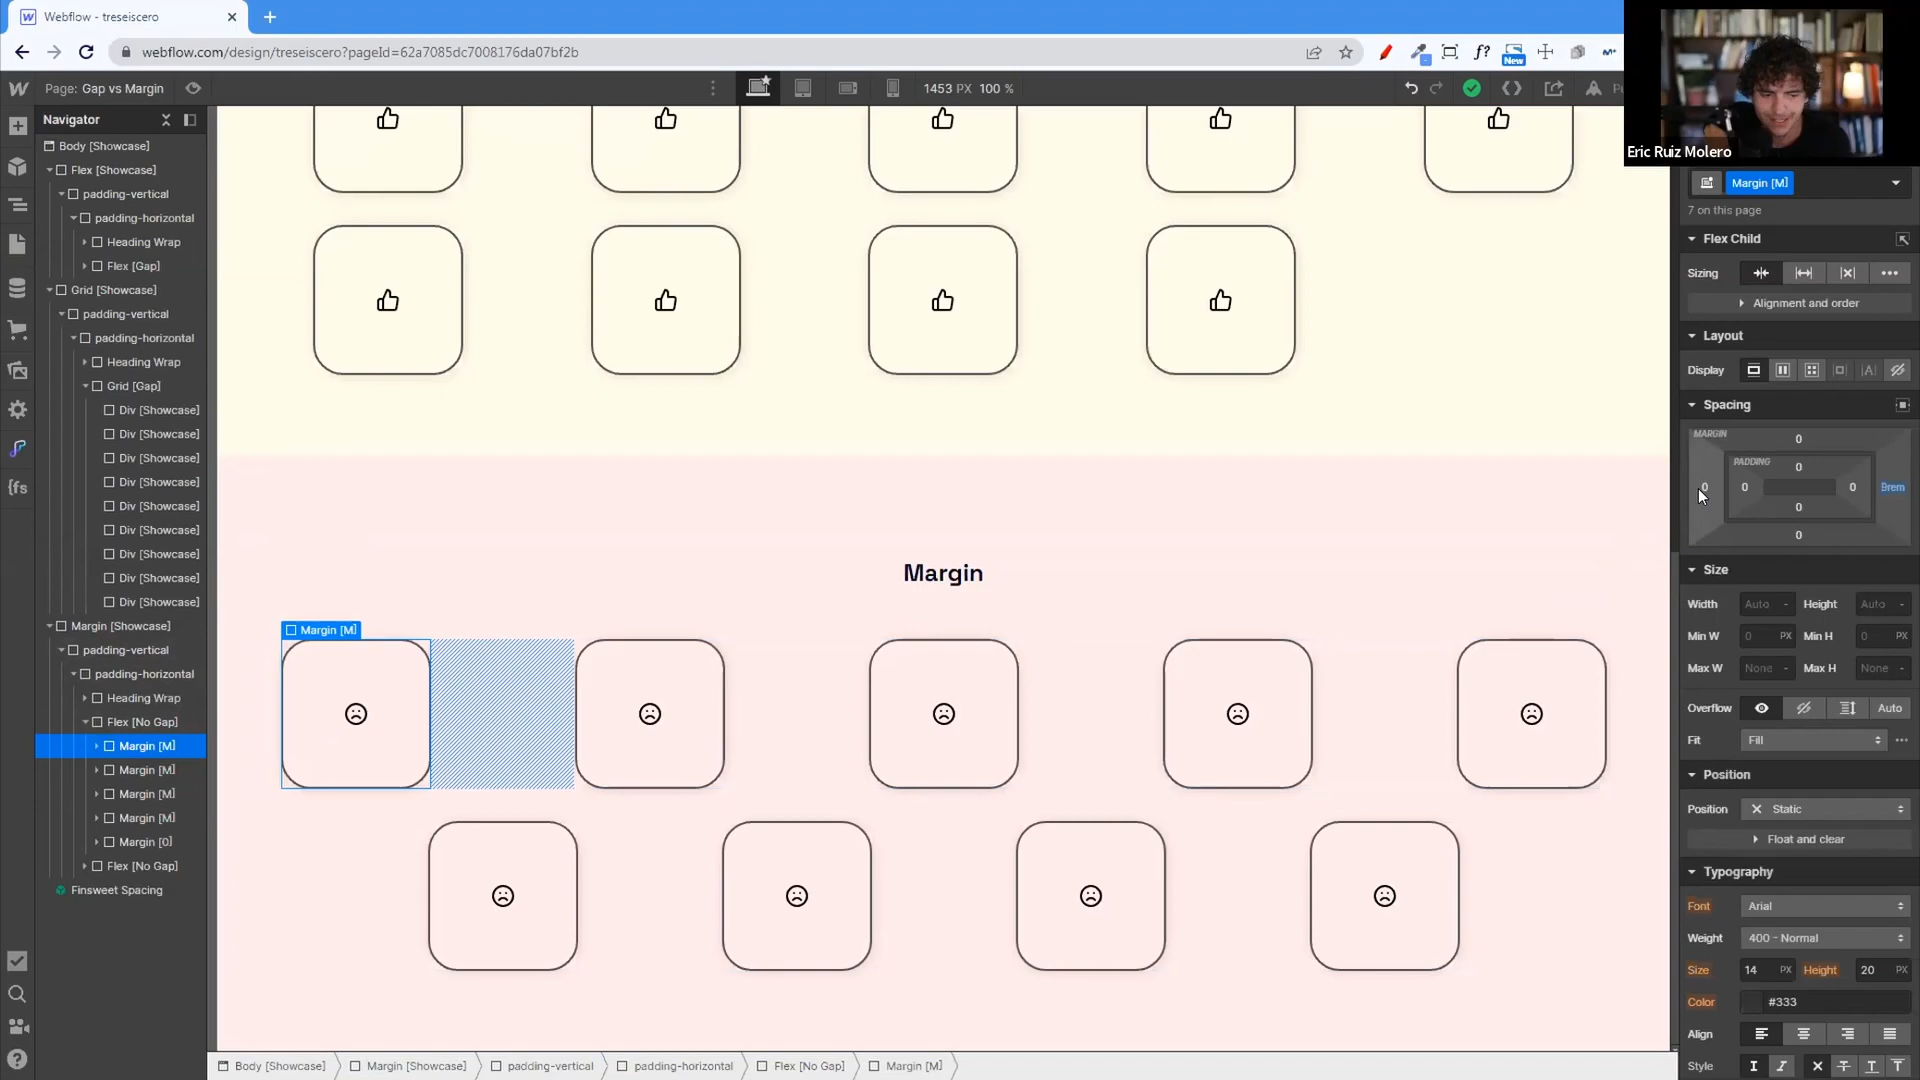 Webflow - treseiscero
webflow.com/design/treseiscero?pageId=62a7085dc7008176da07bf2b
f?
New
Eric Ruiz Molero
Page: Gap vs Margin
1453 PX 100 %
Navigator
Body [Showcase]
Flex [Showcase]
padding-vertical
padding-horizontal
Heading Wrap
Flex [Gap]
Grid [Showcase]
padding-vertical
padding-horizontal
Heading Wrap
Grid [Gap]
Div [Showcase]
Div [Showcase]
Div [Showcase]
Div [Showcase]
Div [Showcase]
Div [Showcase]
Div [Showcase]
Div [Showcase]
Div [Showcase]
Margin [Showcase]
padding-vertical
padding-horizontal
Heading Wrap
Flex [No Gap]
Margin [M]
Margin [M]
Margin [M]
Margin [M]
Margin [0]
Flex [No Gap]
Finsweet Spacing
{fs
Margin
Margin [M]
Body [Showcase]
Margin [Showcase]
padding-vertical
padding-horizontal
Flex [No Gap]
Margin [M]
Margin [M]
7 on this page
Flex Child
Sizing
Alignment and order
Layout
Display
Spacing
MARGIN
0
PADDING
0
0
0
0
9rem
0
0
Size
Width Auto - Height Auto -
Min W 0 PX Min H 0 PX
Max W None - Max H None -
Overflow Auto
Fit Fill
Position
Position Static
Float and clear
Typography
Font Arial
Weight 400 - Normal
Size 14 PX Height 20 PX
Color #333
Align
Style